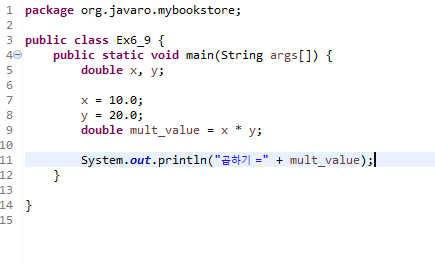 1 package org.javaro.mybookstore;
2
3 public class Ex6_9 {
4 public static void main(String args[]) {
5 double x, y;
6
7 x = 10.0;
8 y = 20.0;
9 double mult_value = x * y;
10
11 System.out.println("곱하기 =" + mult_value);
12 }
13
14 }
15